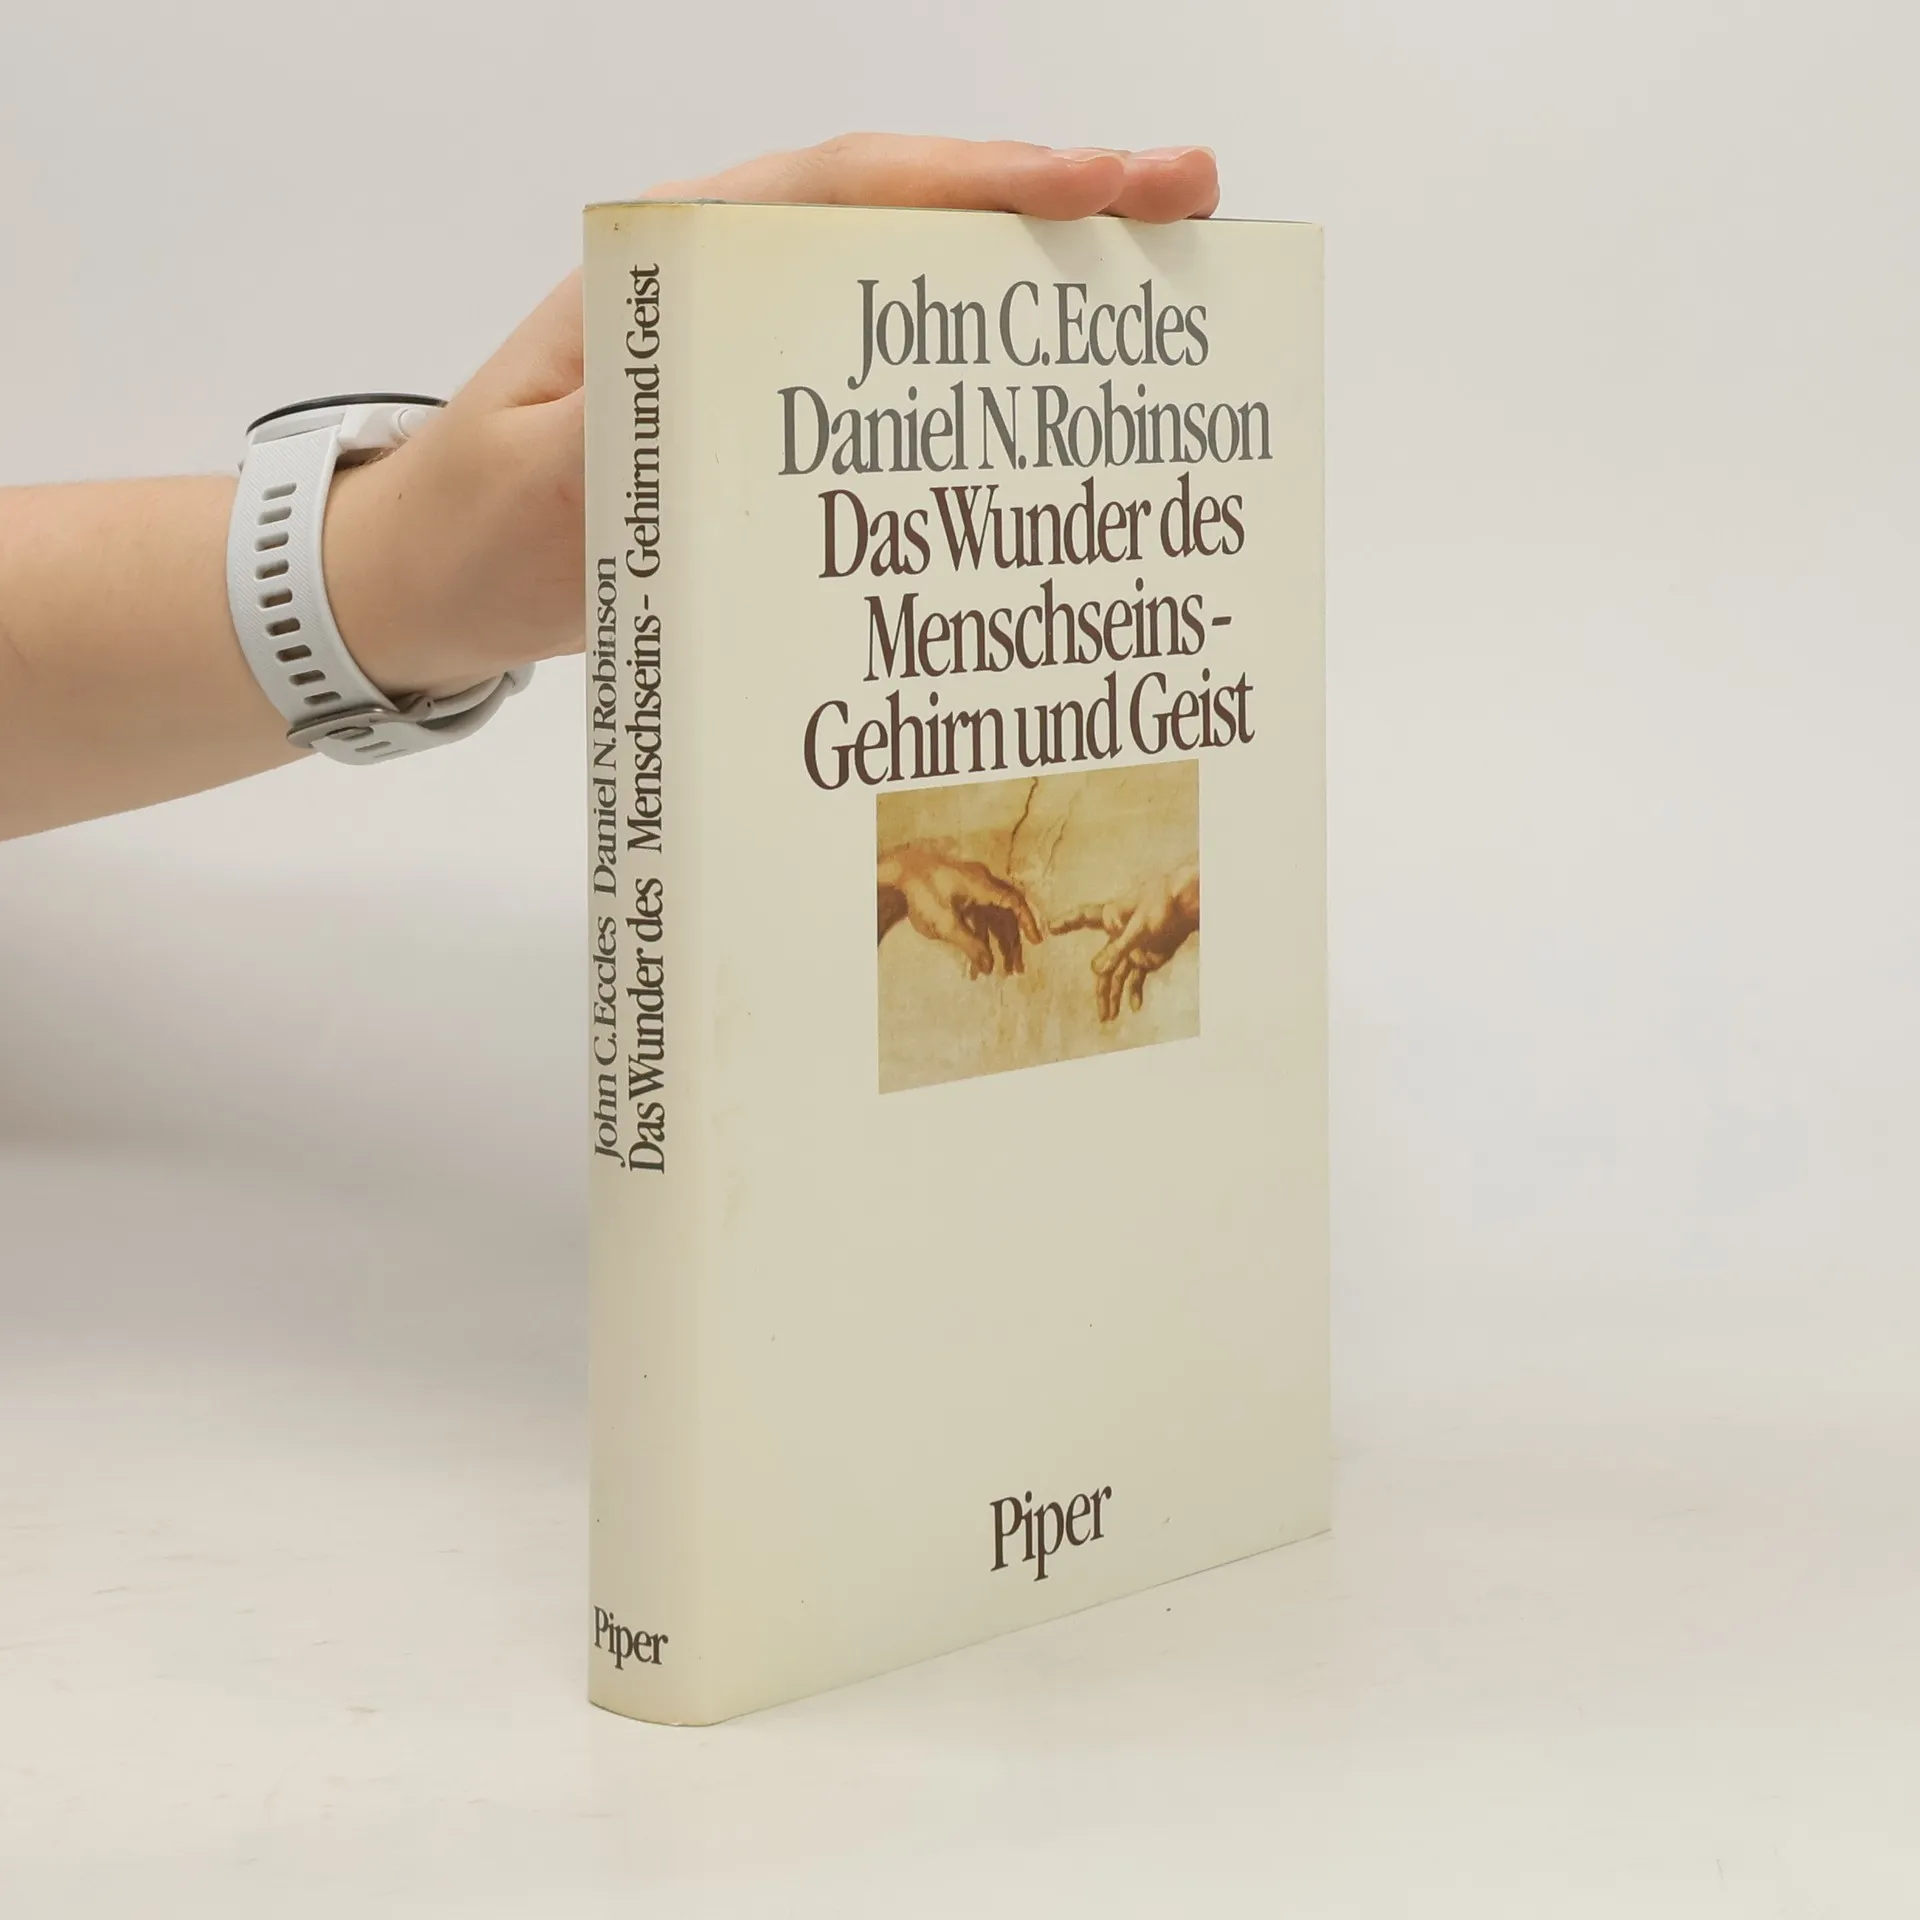 John C. Eccles Daniel N. Robinson
Das Wunder des Menschseins - Gehirn und Geist
Piper
John C. Eccles
Daniel N. Robinson
Das Wunder des
Menschseins -
Gehirn und Geist
Piper